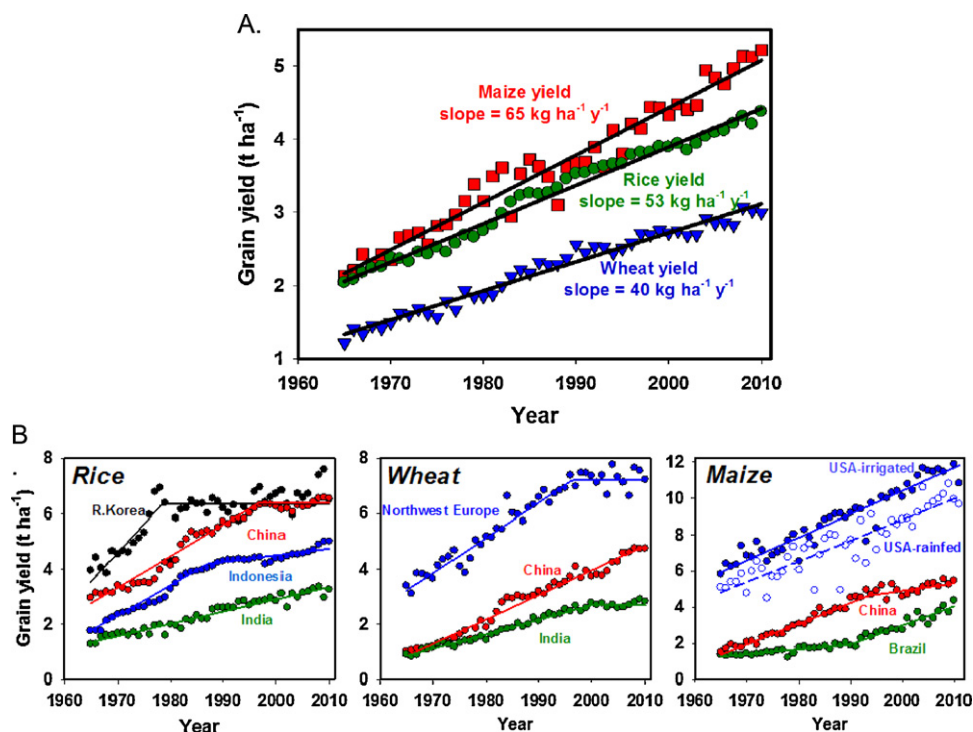 A.
Grain yield (t ha⁻¹)
5
4
3
2
1
Maize yield
slope = 65 kg ha⁻¹ y⁻¹
Rice yield
slope = 53 kg ha⁻¹ y⁻¹
Wheat yield
slope = 40 kg ha⁻¹ y⁻¹
1960 1970 1980 1990 2000 2010
Year
B
Grain yield (t ha⁻¹)
8
6
4
2
0
Rice
R.Korea
China
Indonesia
India
1960 1970 1980 1990 2000 2010
Year
8
6
4
2
0
Wheat
Northwest Europe
China
India
1960 1970 1980 1990 2000 2010
Year
12
10
8
6
4
2
0
Maize
USA-irrigated
USA-rainfed
China
Brazil
1960 1970 1980 1990 2000 2010
Year